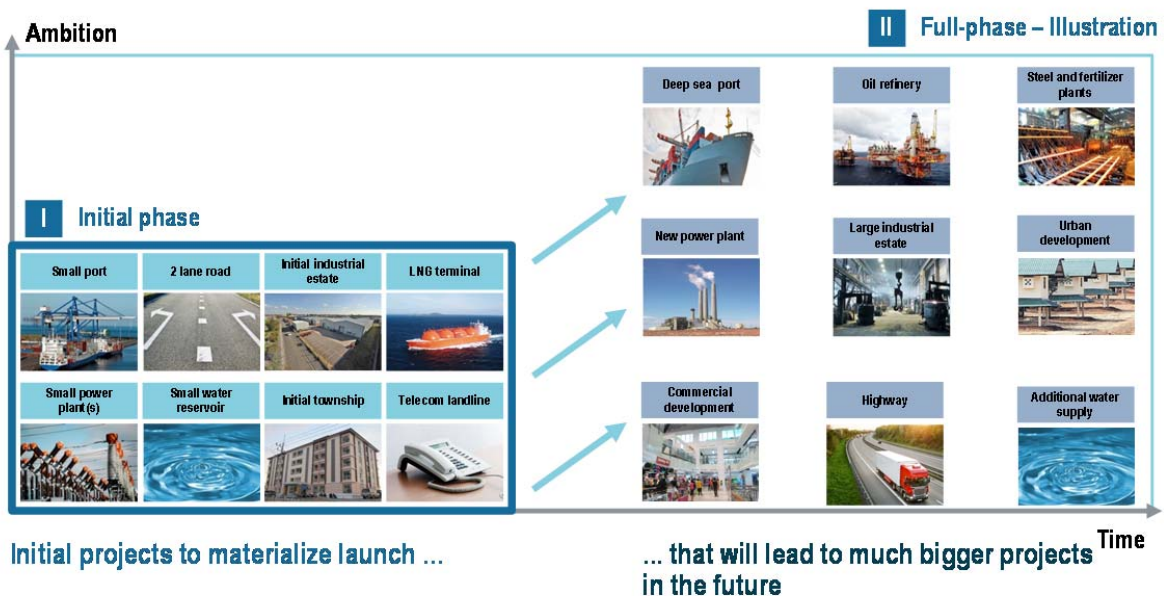 Ambition
II Full-phase – Illustration
Deep sea port
Oil refinery
Steel and fertilizer
plants
I Initial phase
New power plant
Large industrial
estate
Urban
development
Small port
2 lane road
Initial industrial
estate
LNG terminal
Small power
plant(s)
Small water
reservoir
Initial township
Telecom landline
Commercial
development
Highway
Additional water
supply
Time
Initial projects to materialize launch ...
... that will lead to much bigger projects
in the future